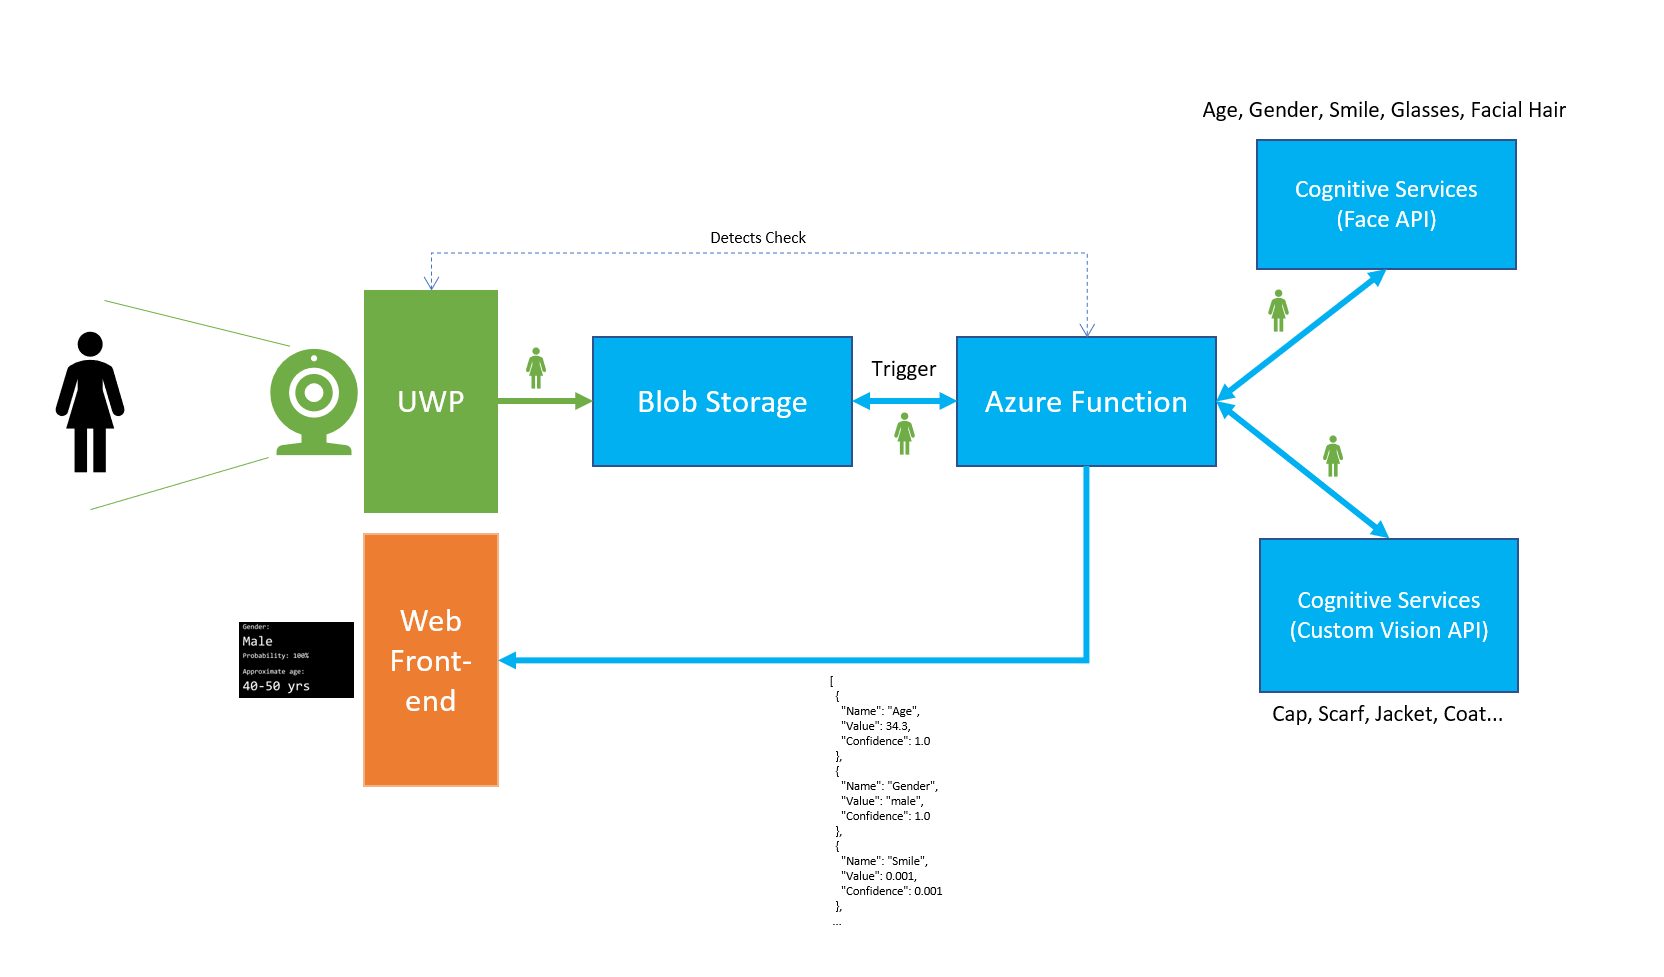 Age, Gender, Smile, Glasses, Facial Hair
Cognitive Services
(Face API)
Detects Check
UWP
Blob Storage
Trigger
Azure Function
Cognitive Services
(Custom Vision API)
Cap, Scarf, Jacket, Coat...
Web
Front-
end
Gender:
Male
Probability: 100%
Approximate age:
40-50 yrs
[
{
"Name": "Age",
"Value": 34.3,
"Confidence": 1.0
},
{
"Name": "Gender",
"Value": "male",
"Confidence": 1.0
},
{
"Name": "Smile",
"Value": 0.001,
"Confidence": 0.001
},
...